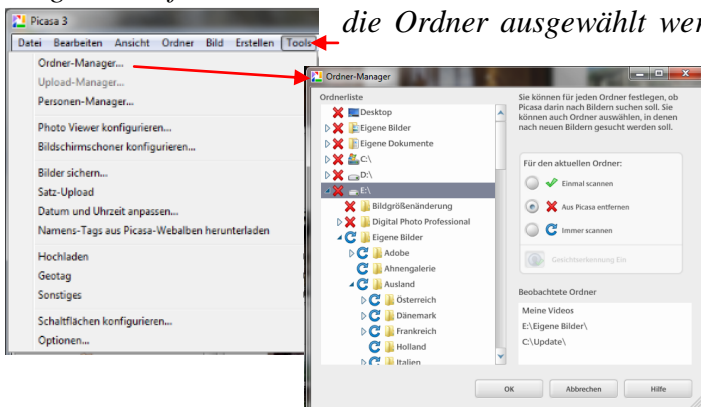 die Ordner ausgewählt wer
Picasa 3
Datei Bearbeiten Ansicht Ordner Bild Erstellen Tools
Ordner-Manager...
Upload-Manager...
Personen-Manager...
Photo Viewer konfigurieren...
Bildschirmschoner konfigurieren...
Bilder sichern...
Satz-Upload
Datum und Uhrzeit anpassen...
Namens-Tags aus Picasa-Webalben herunterladen
Hochladen
Geotag
Sonstiges
Schaltflächen konfigurieren...
Optionen...
Ordner-Manager
Ordnerliste
Desktop
Eigene Bilder
Eigene Dokumente
C:\
D:\
E:\
Bildgrößenänderung
Digital Photo Professional
Eigene Bilder
Adobe
Ahnengalerie
Ausland
Österreich
Dänemark
Frankreich
Holland
Italien
Sie können für jeden Ordner festlegen, ob
Picasa darin nach Bildern suchen soll. Sie
können auch Ordner auswählen, in denen
nach neuen Bildern gesucht werden soll.
Für den aktuellen Ordner:
Einmal scannen
Aus Picasa entfernen
Immer scannen
Gesichtserkennung Ein
Beobachtete Ordner
Meine Videos
E:\Eigene Bilder\
C:\Update\
OK Abbrechen Hilfe